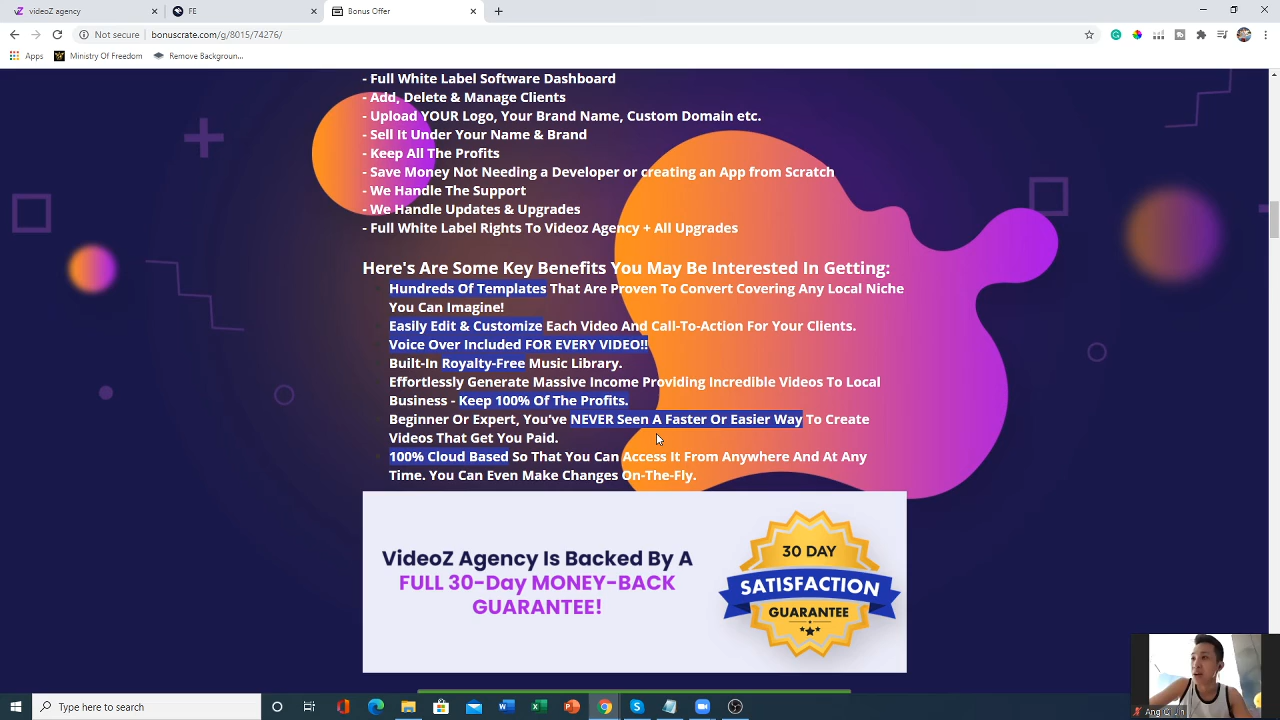 videoZ agency
FE
Bonus Offer
Not secure
bonuscrate.com/g/8015/74276/
Apps
Ministry Of Freedom
Remove Backgroun...
- Full White Label Software Dashboard
- Add, Delete & Manage Clients
- Upload YOUR Logo, Your Brand Name, Custom Domain etc.
- Sell It Under Your Name & Brand
- Keep All The Profits
- Save Money Not Needing a Developer or creating an App from Scratch
- We Handle The Support
- We Handle Updates & Upgrades
- Full White Label Rights To Videoz Agency + All Upgrades
Here's Are Some Key Benefits You May Be Interested In Getting:
Hundreds Of Templates That Are Proven To Convert Covering Any Local Niche
You Can Imagine!
Easily Edit & Customize Each Video And Call-To-Action For Your Clients.
Voice Over Included FOR EVERY VIDEO!!
Built-In Royalty-Free Music Library.
Effortlessly Generate Massive Income Providing Incredible Videos To Local
Business - Keep 100% Of The Profits.
Beginner Or Expert, You've NEVER Seen A Faster Or Easier Way To Create
Videos That Get You Paid.
100% Cloud Based So That You Can Access It From Anywhere And At Any
Time. You Can Even Make Changes On-The-Fly.
VideoZ Agency Is Backed By A
FULL 30-Day MONEY-BACK
GUARANTEE!
30 DAY
SATISFACTION
GUARANTEE
Type here to search